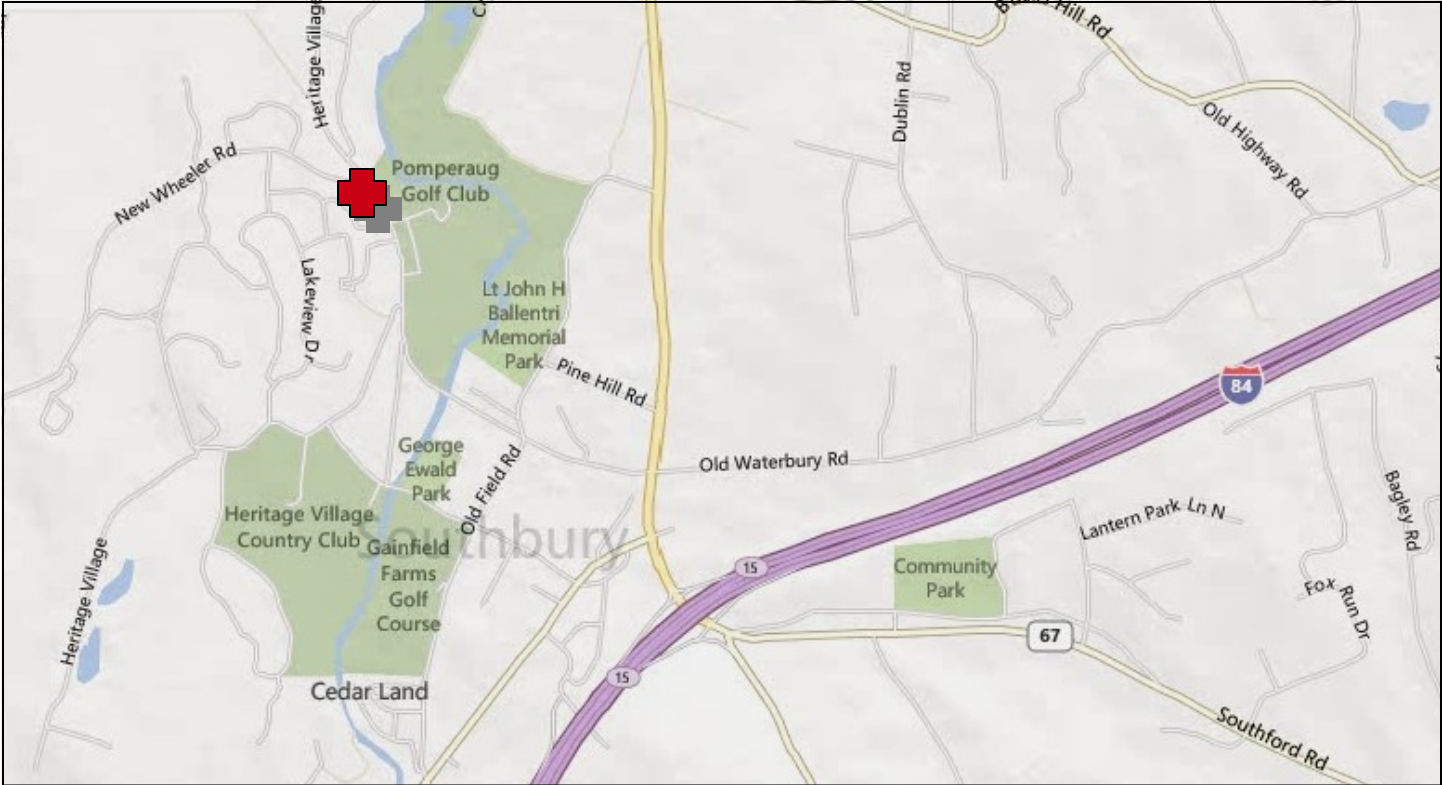 Heritage Village
Bullet Hill Rd
Dublin Rd
Old Highway Rd
New Wheeler Rd
Pomperaug
Golf Club
Lakeview Dr
Lt John H
Ballentri
Memorial
Park
Pine Hill Rd
84
George
Ewald
Park
Old Field Rd
Old Waterbury Rd
Bagley Rd
Lantern Park Ln N
Heritage Village
Country Club
Southbury
Gainfield
Farms
Golf
Course
15
Community
Park
Heritage Village
Fox Run Dr
67
15
Cedar Land
Southford Rd